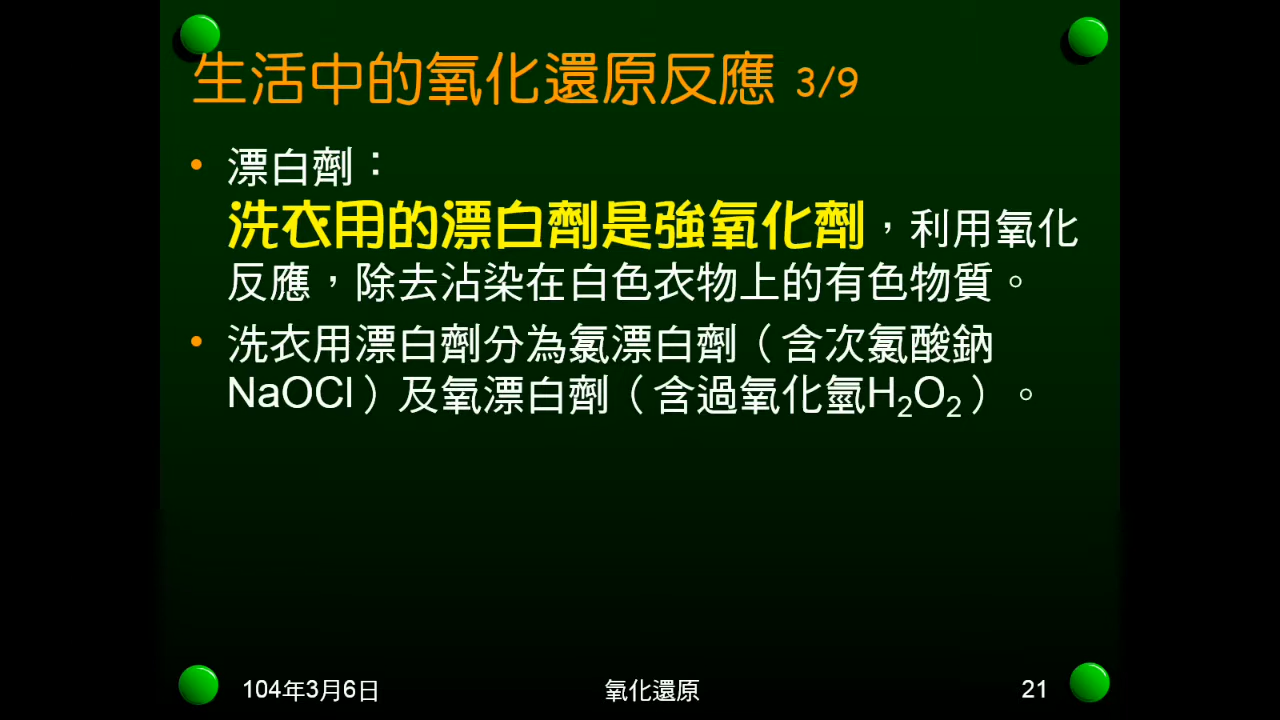 生活中的氧化還原反應 3/9
• 漂白劑：
洗衣用的漂白劑是強氧化劑，利用氧化
反應，除去沾染在白色衣物上的有色物質。
• 洗衣用漂白劑分為氯漂白劑（含次氯酸鈉
NaOCl）及氧漂白劑（含過氧化氫H₂O₂）。
104年3月6日
氧化還原
21